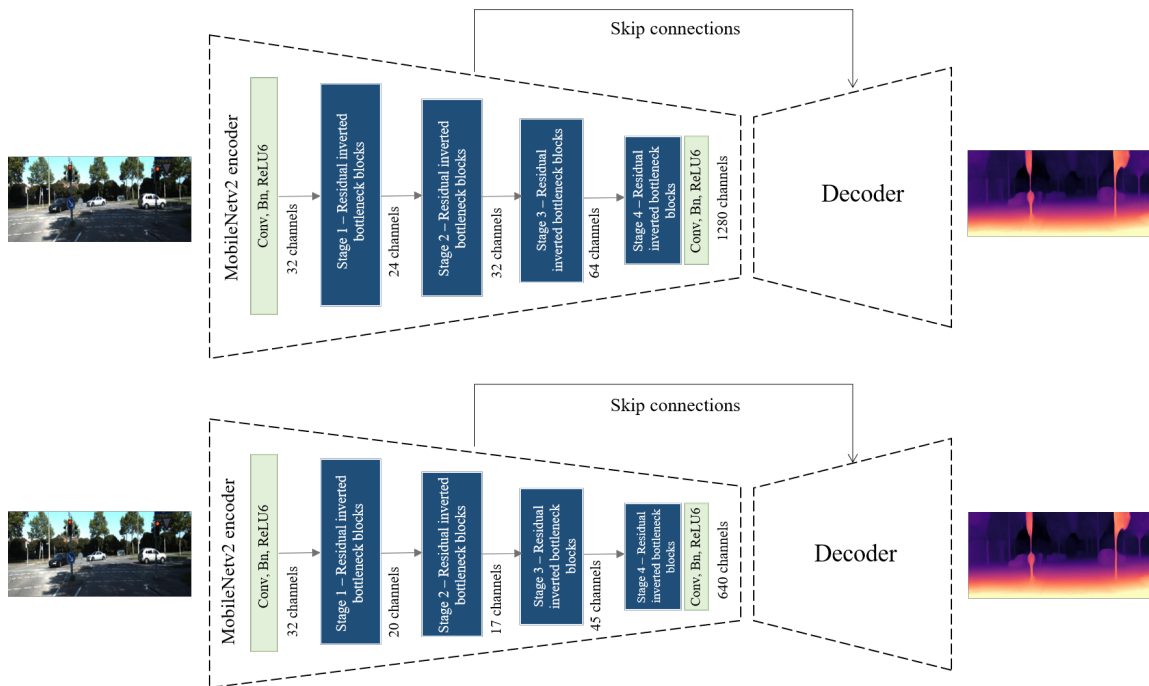 Skip connections
MobileNetv2 encoder
Conv, Bn, ReLU6
32 channels
Stage 1 – Residual inverted
bottleneck blocks
24 channels
Stage 2 – Residual inverted
bottleneck blocks
32 channels
Stage 3 – Residual
inverted bottleneck blocks
64 channels
Stage 4 – Residual
inverted bottleneck
blocks
Conv, Bn, ReLU6
1280 channels
Decoder
Skip connections
MobileNetv2 encoder
Conv, Bn, ReLU6
32 channels
Stage 1 – Residual inverted
bottleneck blocks
20 channels
Stage 2 – Residual inverted
bottleneck blocks
17 channels
Stage 3 – Residual
inverted bottleneck
blocks
45 channels
Stage 4 – Residual
inverted bottleneck
blocks
Conv, Bn, ReLU6
640 channels
Decoder